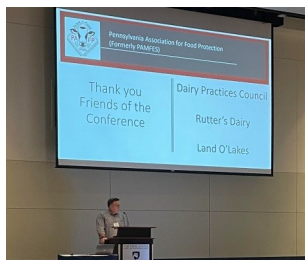 Pennsylvania Association for Food Protection
(Formerly PAMFES)
Thank you
Friends of the
Conference
Dairy Practices Council
Rutter's Dairy
Land O'Lakes